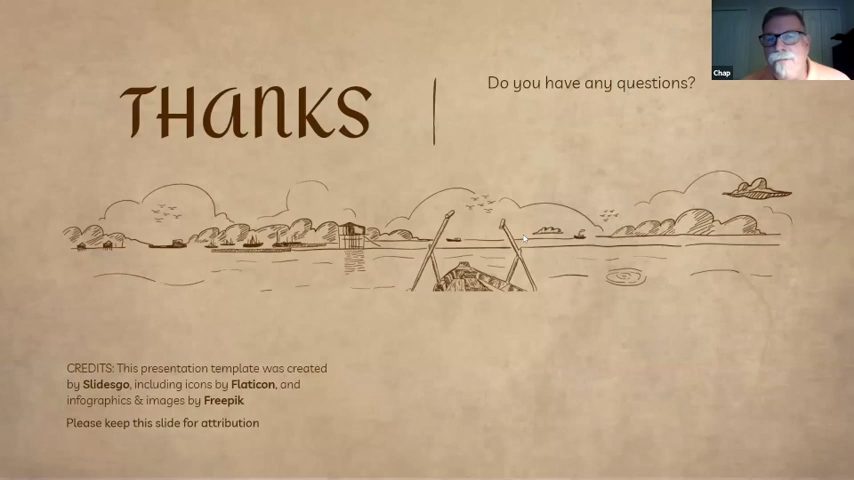 THANKS
Do you have any questions?
Chap
CREDITS: This presentation template was created
by Slidesgo, including icons by Flaticon, and
infographics & images by Freepik
Please keep this slide for attribution